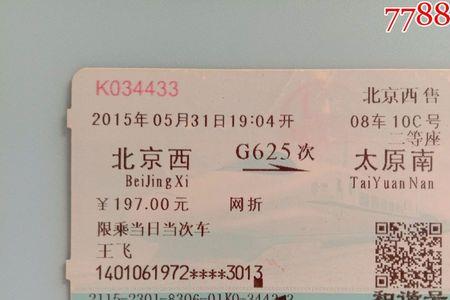 7788
K034433
北京西 售
2015年05月31日19:04开
08车 10C号
二等座
北京西
G625次
太原南
BeiJingXi
TaiYuanNan
￥197.00元
网折
限乘当日当次车
王飞
1401061972****3013